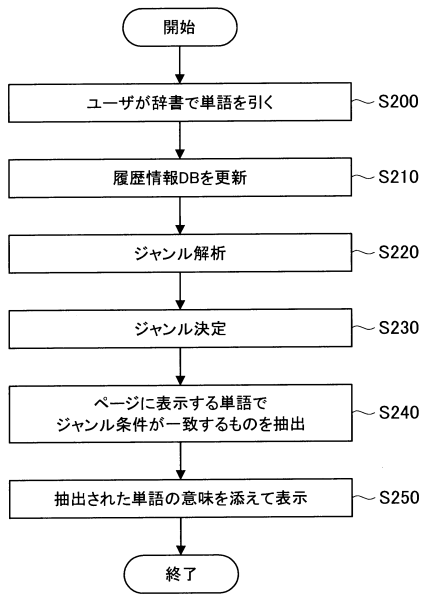 開始
ユーザが辞書で単語を引く
S200
履歴情報DBを更新
S210
ジャンル解析
S220
ジャンル決定
S230
ページに表示する単語で
ジャンル条件が一致するものを抽出
S240
抽出された単語の意味を添えて表示
S250
終了